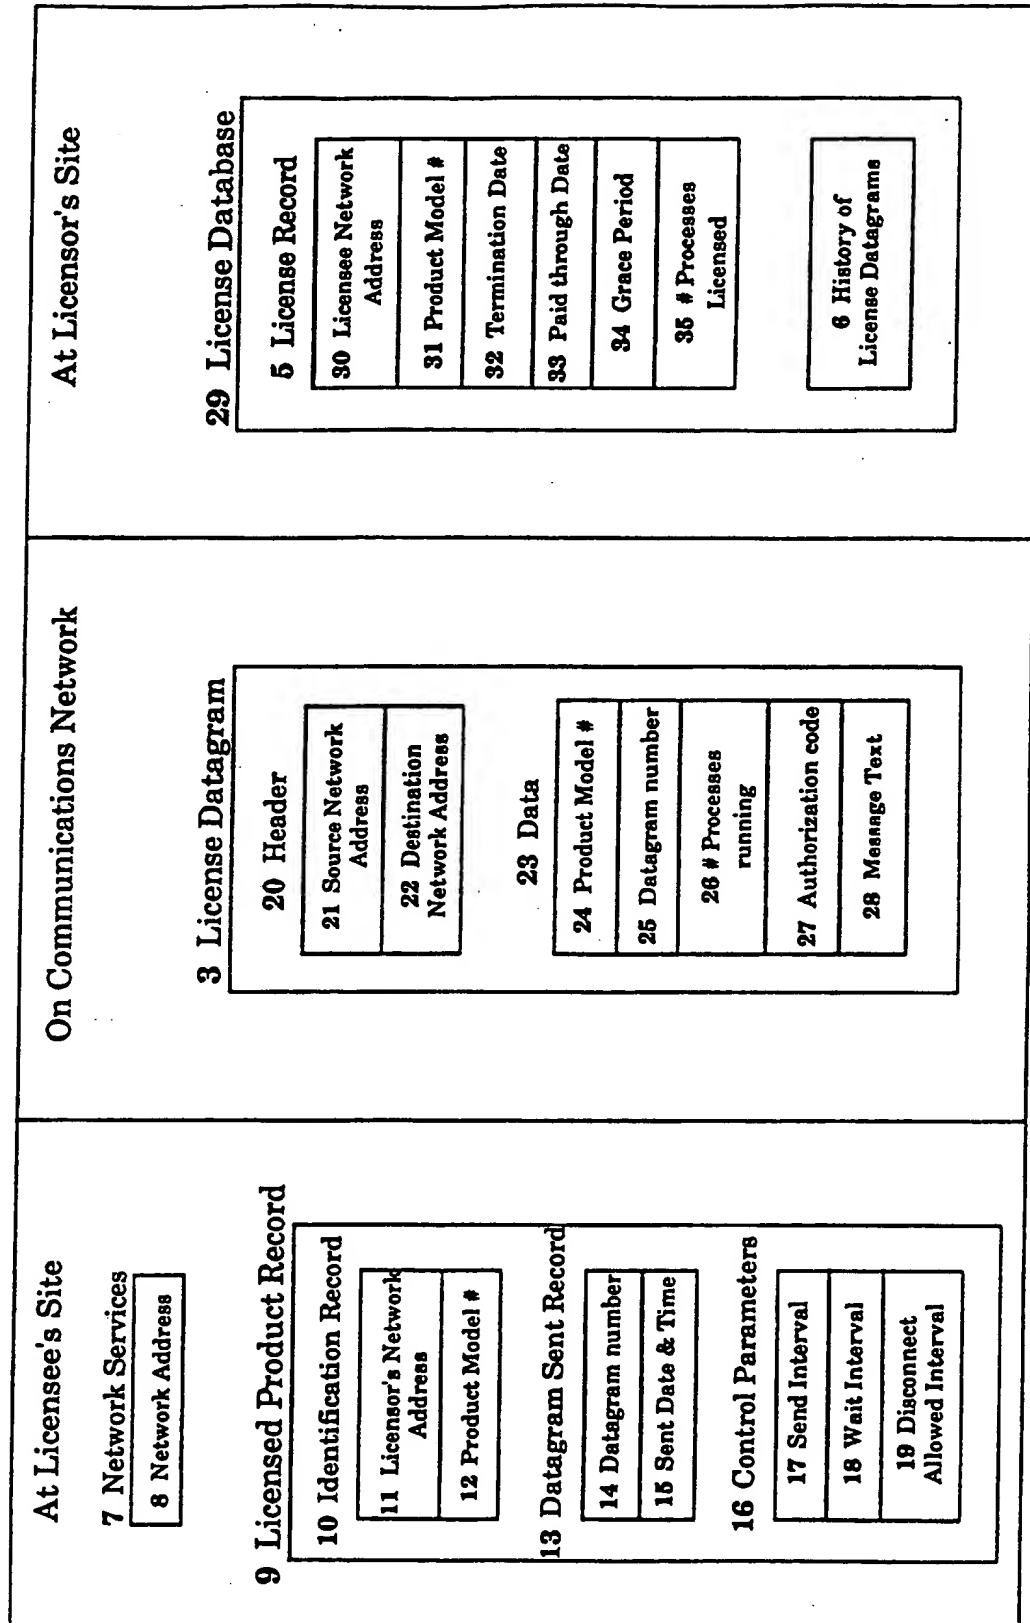 At Licensee's Site
7 Network Services
8 Network Address
9 Licensed Product Record
10 Identification Record
11 Licensor's Network
Address
12 Product Model #
13 Datagram Sent Record
14 Datagram number
15 Sent Date & Time
16 Control Parameters
17 Send Interval
18 Wait Interval
19 Disconnect
Allowed Interval
On Communications Network
3 License Datagram
20 Header
21 Source Network
Address
22 Destination
Network Address
23 Data
24 Product Model #
25 Datagram number
26 # Processes
running
27 Authorization code
28 Message Text
At Licensor's Site
29 License Database
5 License Record
30 Licensee Network
Address
31 Product Model #
32 Termination Date
33 Paid through Date
34 Grace Period
35 # Processes
Licensed
6 History of
License Datagrams